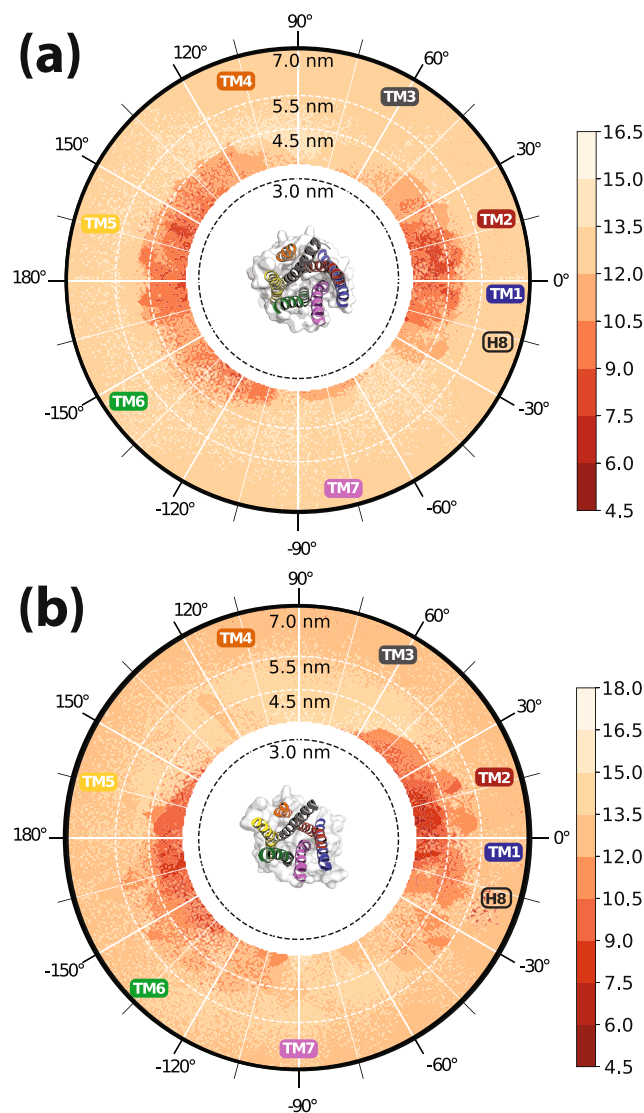 (a)
90°
120°
60°
7.0 nm
TM4
TM3
5.5 nm
4.5 nm
150°
30°
3.0 nm
TM5
TM2
180°
0°
TM1
H8
TM6
-150°
-30°
TM7
-120°
-60°
-90°
16.5
15.0
13.5
12.0
10.5
9.0
7.5
6.0
4.5
(b)
90°
120°
60°
7.0 nm
TM4
TM3
5.5 nm
4.5 nm
150°
30°
3.0 nm
TM5
TM2
180°
0°
TM1
H8
-150°
-30°
TM6
TM7
-120°
-60°
-90°
18.0
16.5
15.0
13.5
12.0
10.5
9.0
7.5
6.0
4.5